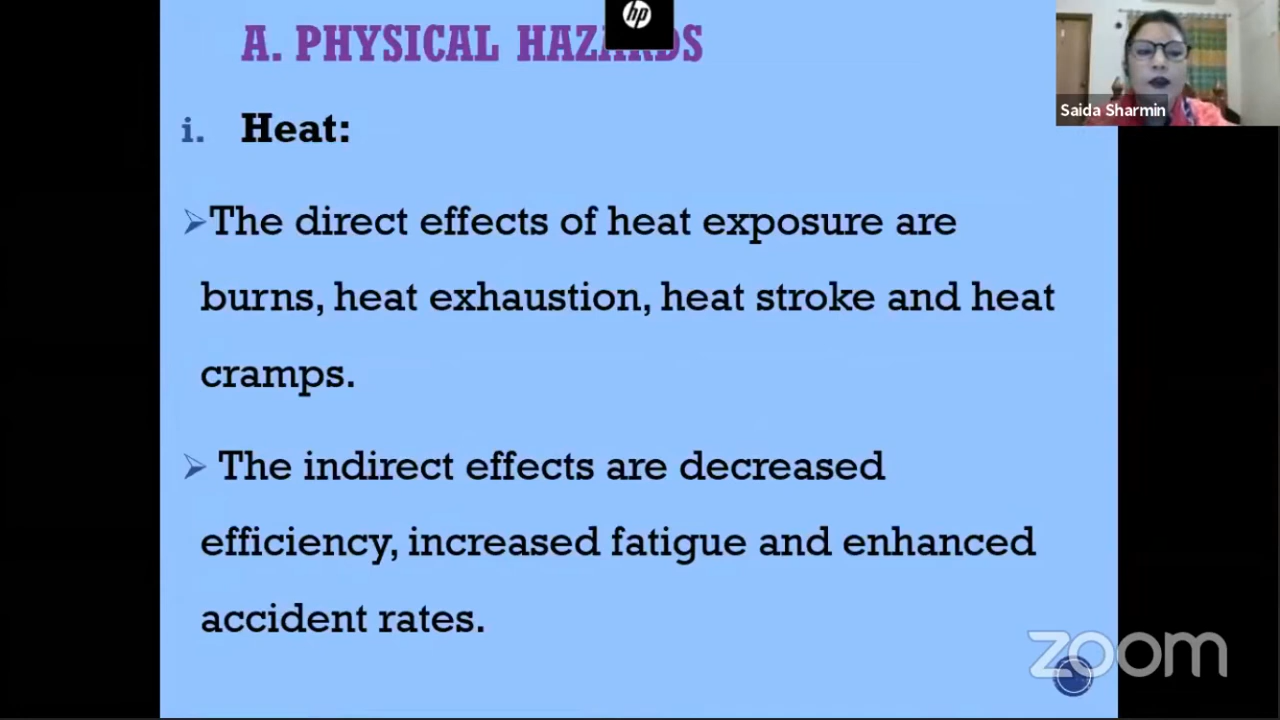 A. PHYSICAL HAZARDS
hp
Saida Sharmin
i. Heat:
➢The direct effects of heat exposure are
burns, heat exhaustion, heat stroke and heat
cramps.
➢ The indirect effects are decreased
efficiency, increased fatigue and enhanced
accident rates.
zoom